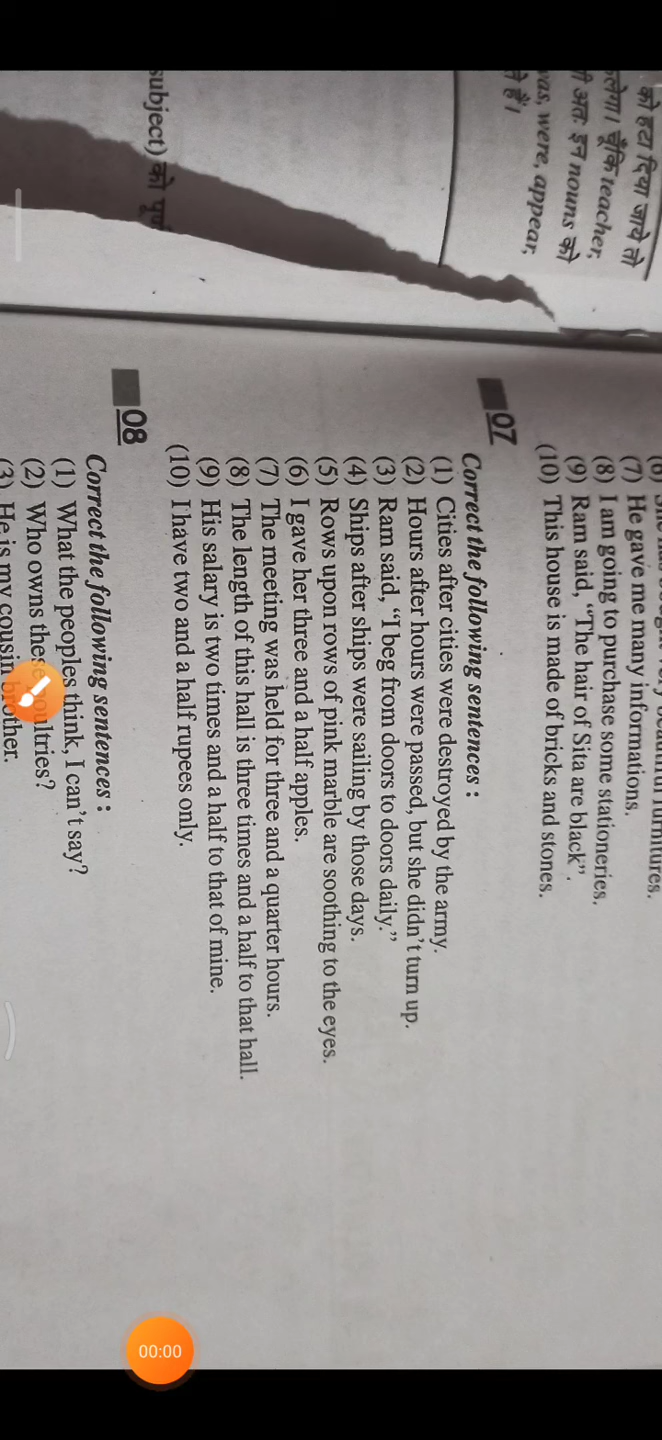 को हटा दिया जाये तो
लेगा। चूँकि teacher,
अत: इन nouns को
was, were, appear,
हैं।
subject) को
(7) He gave me many informations.
(8) I am going to purchase some stationeries.
(9) Ram said, “The hair of Sita are black”.
(10) This house is made of bricks and stones.
07
Correct the following sentences :
(1) Cities after cities were destroyed by the army.
(2) Hours after hours were passed, but she didn’t turn up.
(3) Ram said, “I beg from doors to doors daily.”
(4) Ships after ships were sailing by those days.
(5) Rows upon rows of pink marble are soothing to the eyes.
(6) I gave her three and a half apples.
(7) The meeting was held for three and a quarter hours.
(8) The length of this hall is three times and a half to that hall.
(9) His salary is two times and a half to that of mine.
(10) I have two and a half rupees only.
08
Correct the following sentences :
(1) What the peoples think, I can’t say?
(2) Who owns these
(3) He is my cousin
00:00